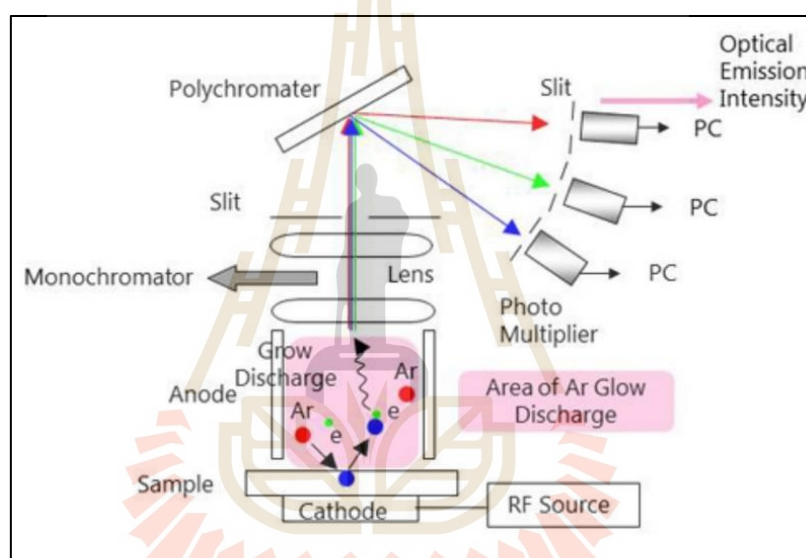 Optical
Emission
Intensity
Polychromater
Slit
PC
Slit
PC
PC
Monochromator
Lens
Photo
Multiplier
Grow
Discharge
Ar
Anode
Ar
e
e
Area of Ar Glow
Discharge
Sample
Cathode
RF Source